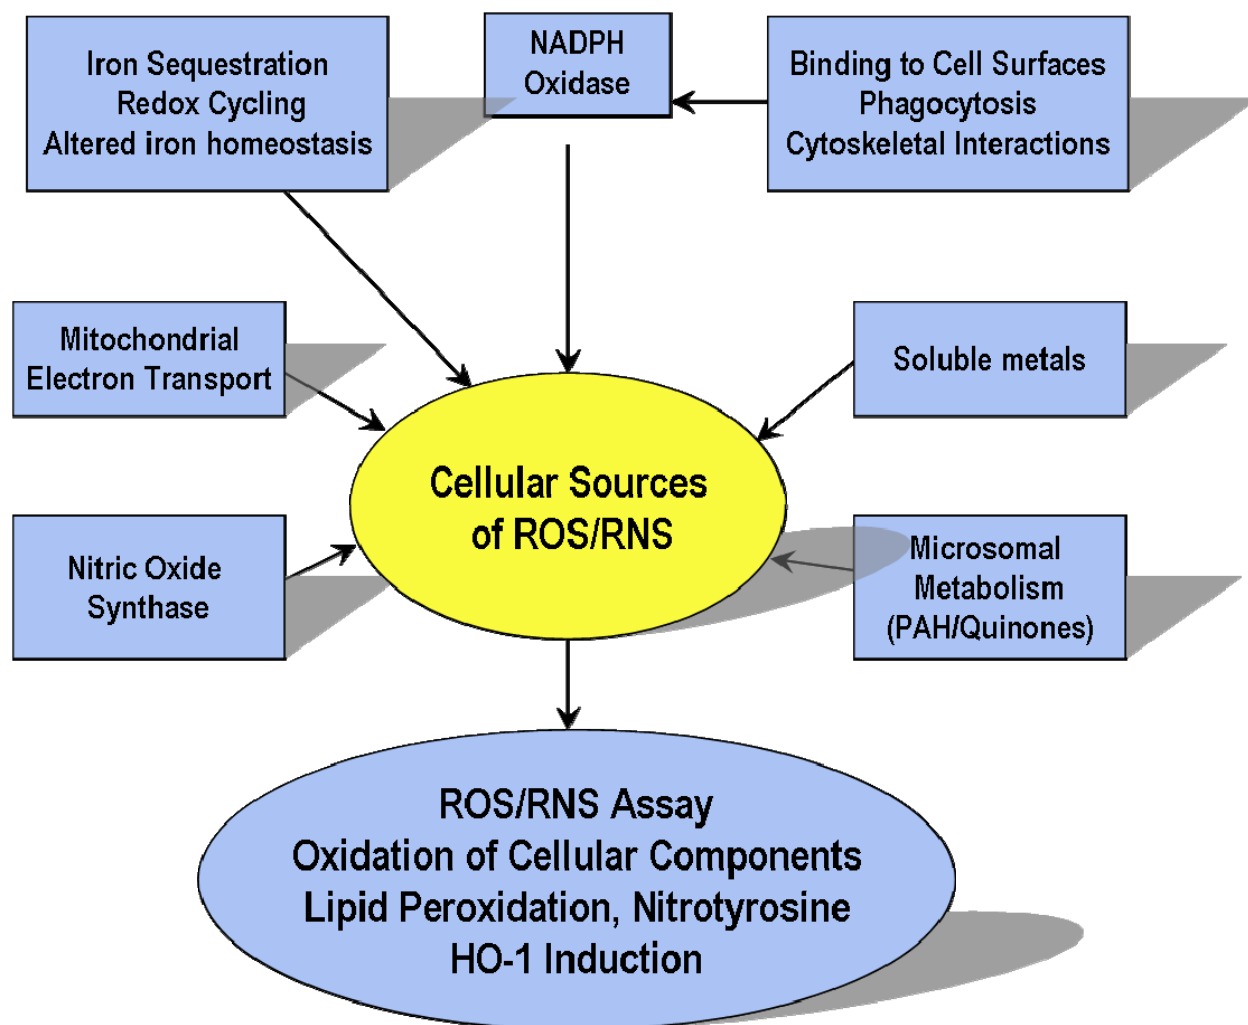 Iron Sequestration
Redox Cycling
Altered iron homeostasis
NADPH
Oxidase
Binding to Cell Surfaces
Phagocytosis
Cytoskeletal Interactions
Mitochondrial
Electron Transport
Soluble metals
Cellular Sources
of ROS/RNS
Nitric Oxide
Synthase
Microsomal
Metabolism
(PAH/Quinones)
ROS/RNS Assay
Oxidation of Cellular Components
Lipid Peroxidation, Nitrotyrosine
HO-1 Induction